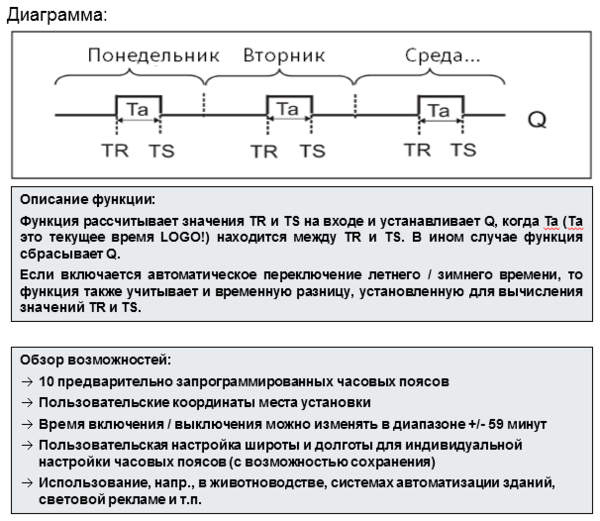 Диаграмма:
Понедельник Вторник Среда...
Ta Ta Ta
Q
TR TS TR TS TR TS
Описание функции:
Функция рассчитывает значения TR и TS на входе и устанавливает Q, когда Ta (Ta
это текущее время LOGO!) находится между TR и TS. В ином случае функция
сбрасывает Q.
Если включается автоматическое переключение летнего / зимнего времени, то
функция также учитывает и временную разницу, установленную для вычисления
значений TR и TS.
Обзор возможностей:
→ 10 предварительно запрограммированных часовых поясов
→ Пользовательские координаты места установки
→ Время включения / выключения можно изменять в диапазоне +/- 59 минут
→ Пользовательская настройка широты и долготы для индивидуальной
настройки часовых поясов (с возможностью сохранения)
→ Использование, напр., в животноводстве, системах автоматизации зданий,
световой рекламе и т.п.